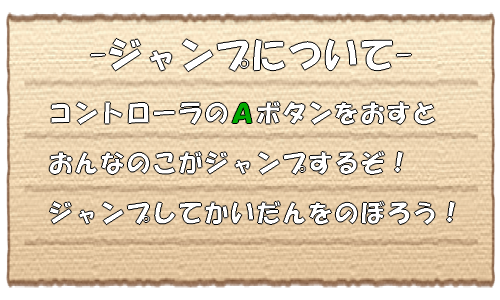 -ジャンプについて-
コントローラのAボタンをおすと
おんなのこがジャンプするぞ！
ジャンプしてかいだんをのぼろう！